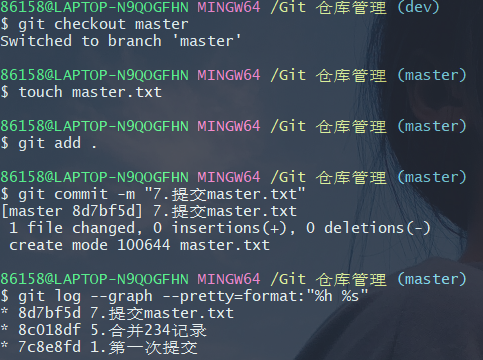 86158@LAPTOP-N9QOGFHN MINGW64 /Git 仓库管理 (dev)
$ git checkout master
Switched to branch 'master'
86158@LAPTOP-N9QOGFHN MINGW64 /Git 仓库管理 (master)
$ touch master.txt
86158@LAPTOP-N9QOGFHN MINGW64 /Git 仓库管理 (master)
$ git add .
86158@LAPTOP-N9QOGFHN MINGW64 /Git 仓库管理 (master)
$ git commit -m "7.提交master.txt"
[master 8d7bf5d] 7.提交master.txt
 1 file changed, 0 insertions(+), 0 deletions(-)
 create mode 100644 master.txt
86158@LAPTOP-N9QOGFHN MINGW64 /Git 仓库管理 (master)
$ git log --graph --pretty=format:"%h %s"
* 8d7bf5d 7.提交master.txt
* 8c018df 5.合并234记录
* 7c8e8fd 1.第一次提交